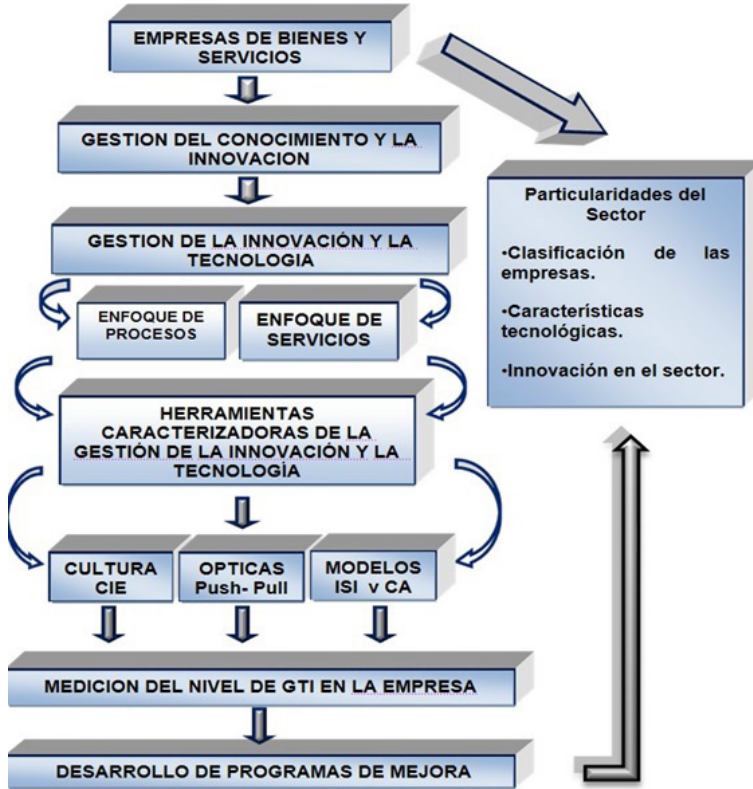 EMPRESAS DE BIENES Y
SERVICIOS
GESTION DEL CONOCIMIENTO Y LA
INNOVACION
GESTION DE LA INNOVACIÓN Y LA
TECNOLOGIA
ENFOQUE DE
PROCESOS
ENFOQUE DE
SERVICIOS
HERRAMIENTAS
CARACTERIZADORAS DE LA
GESTIÓN DE LA INNOVACIÓN Y LA
TECNOLOGÍA
CULTURA
CIE
OPTICAS
Push- Pull
MODELOS
ISI v CA
MEDICION DEL NIVEL DE GTI EN LA EMPRESA
DESARROLLO DE PROGRAMAS DE MEJORA
Particularidades del
Sector
•Clasificación de las
empresas.
•Características
tecnológicas.
•Innovación en el sector.